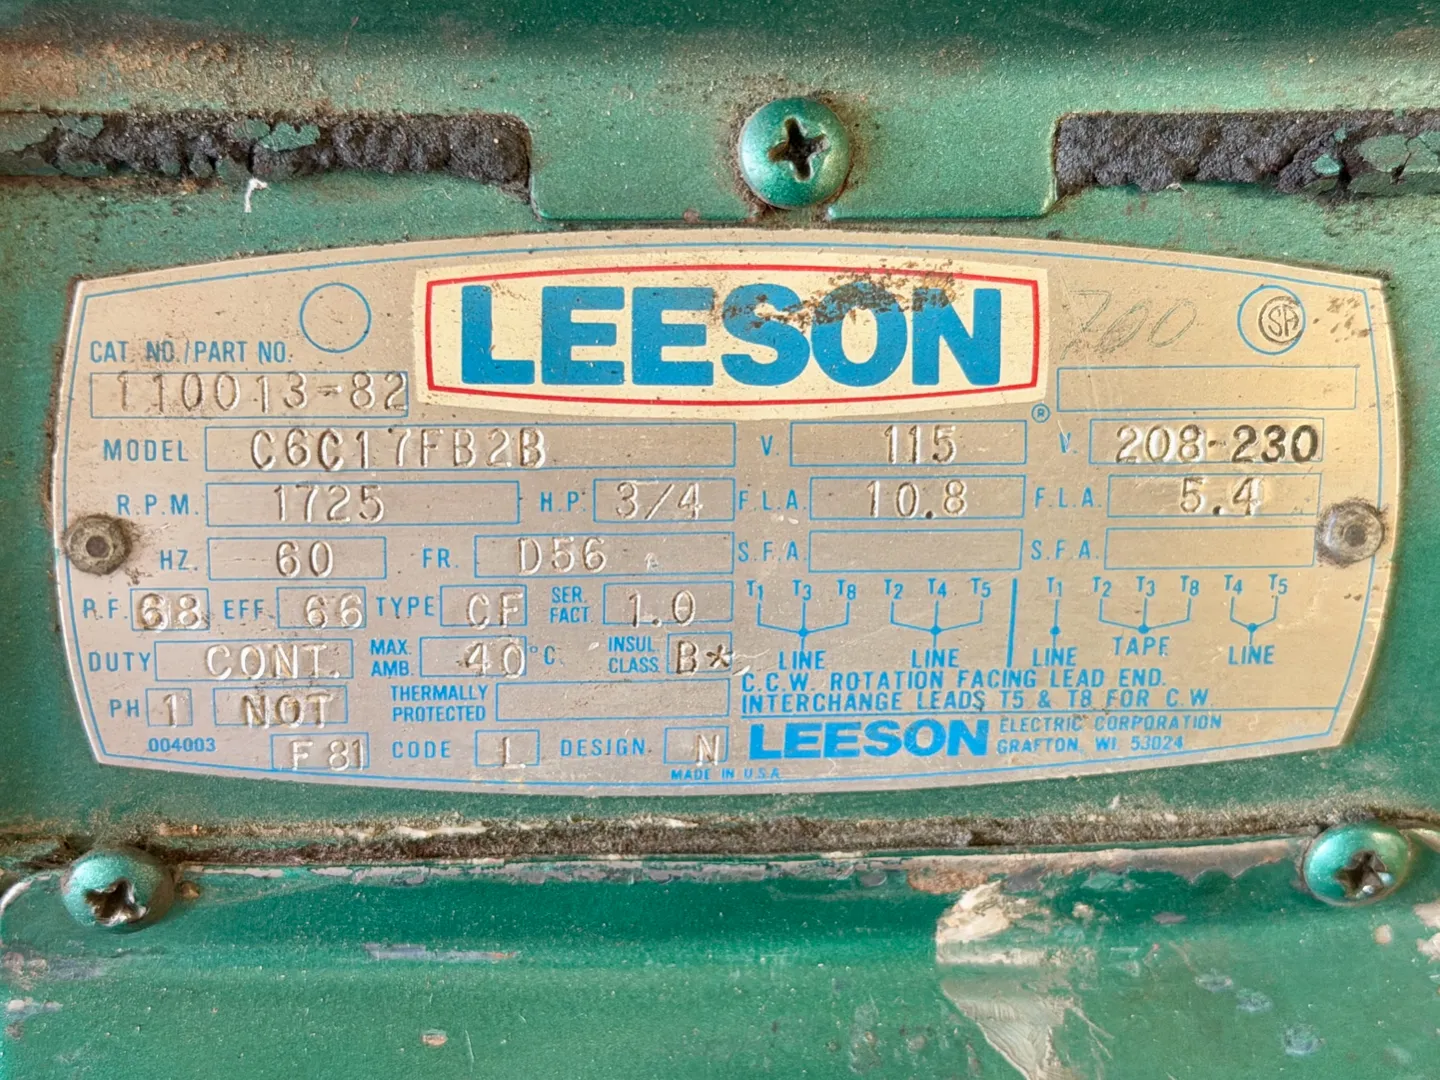 LEESON
700
CSA
CAT. NO./PART NO.
110013-82
®
MODEL C6C17FB2B V. 115 V. 208-230
R.P.M. 1725 H.P. 3/4 F.L.A. 10.8 F.L.A. 5.4
HZ. 60 FR. D56 S.F.A. S.F.A.
P.F. 68 EFF. 66 TYPE CF SER. FACT. 1.0
T1 T3 T8 T2 T4 T5 T1 T2 T3 T8 T4 T5
DUTY CONT. MAX. AMB. 40 °C. INSUL CLASS B*
LINE LINE LINE TAPE LINE
PH 1 NOT THERMALLY PROTECTED
C.C.W. ROTATION FACING LEAD END.
INTERCHANGE LEADS T5 & T8 FOR C.W.
004003 F81 CODE L DESIGN N
LEESON ELECTRIC CORPORATION
GRAFTON, WI. 53024
MADE IN U.S.A.